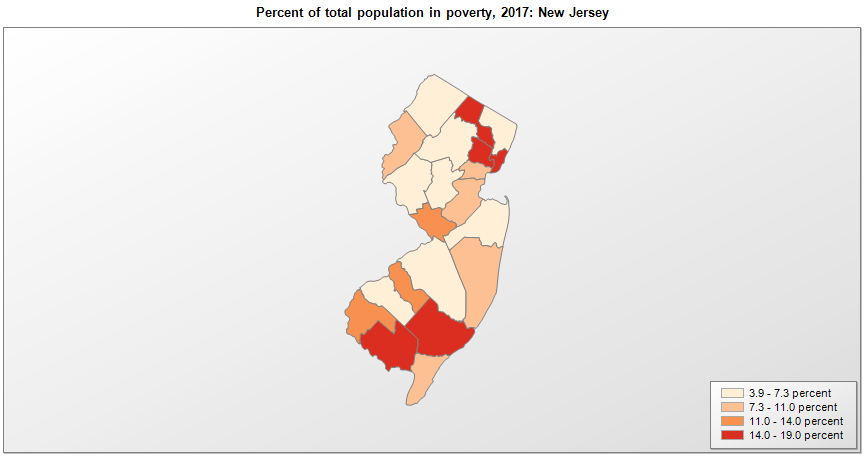 Percent of total population in poverty, 2017: New Jersey
3.9 - 7.3 percent
7.3 - 11.0 percent
11.0 - 14.0 percent
14.0 - 19.0 percent